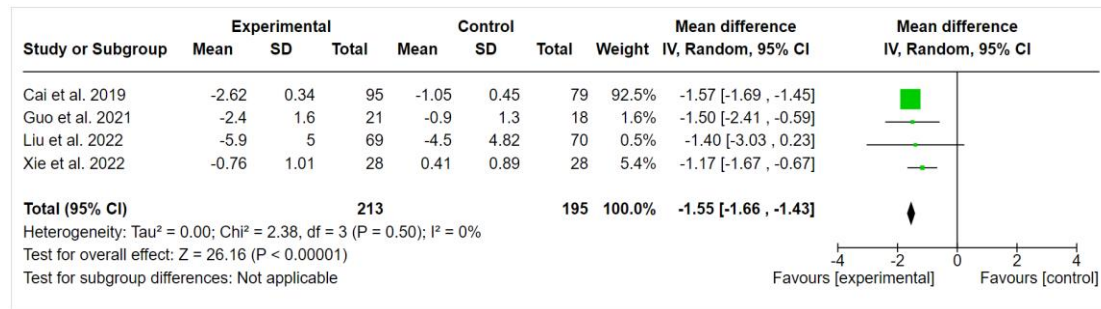 Experimental Control Mean difference Mean difference
Study or Subgroup Mean SD Total Mean SD Total Weight IV, Random, 95% CI IV, Random, 95% CI
Cai et al. 2019 -2.62 0.34 95 -1.05 0.45 79 92.5% -1.57 [-1.69 , -1.45]
Guo et al. 2021 -2.4 1.6 21 -0.9 1.3 18 1.6% -1.50 [-2.41 , -0.59]
Liu et al. 2022 -5.9 5 69 -4.5 4.82 70 0.5% -1.40 [-3.03 , 0.23]
Xie et al. 2022 -0.76 1.01 28 0.41 0.89 28 5.4% -1.17 [-1.67 , -0.67]
Total (95% CI) 213 195 100.0% -1.55 [-1.66 , -1.43]
Heterogeneity: Tau² = 0.00; Chi² = 2.38, df = 3 (P = 0.50); I² = 0%
Test for overall effect: Z = 26.16 (P < 0.00001)
Test for subgroup differences: Not applicable
-4 -2 0 2 4
Favours [experimental] Favours [control]